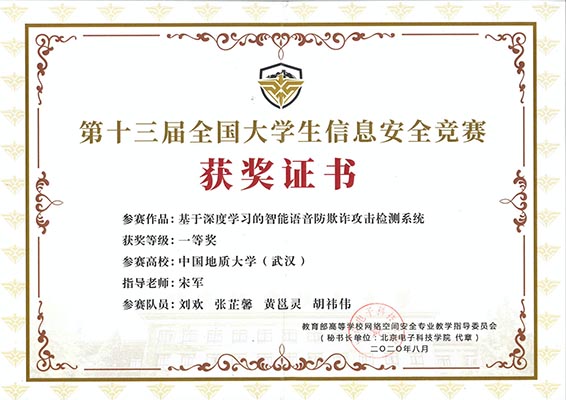 第十三届全国大学生信息安全竞赛
获奖证书
参赛作品：基于深度学习的智能语音防欺诈攻击检测系统
获奖等级：一等奖
参赛高校：中国地质大学（武汉）
指导老师：宋军
参赛队员：刘欢 张芷馨 黄邕灵 胡祎伟
教育部高等学校网络空间安全专业教学指导委员会
（秘书长单位：北京电子科技学院 代章）
二〇二〇年八月